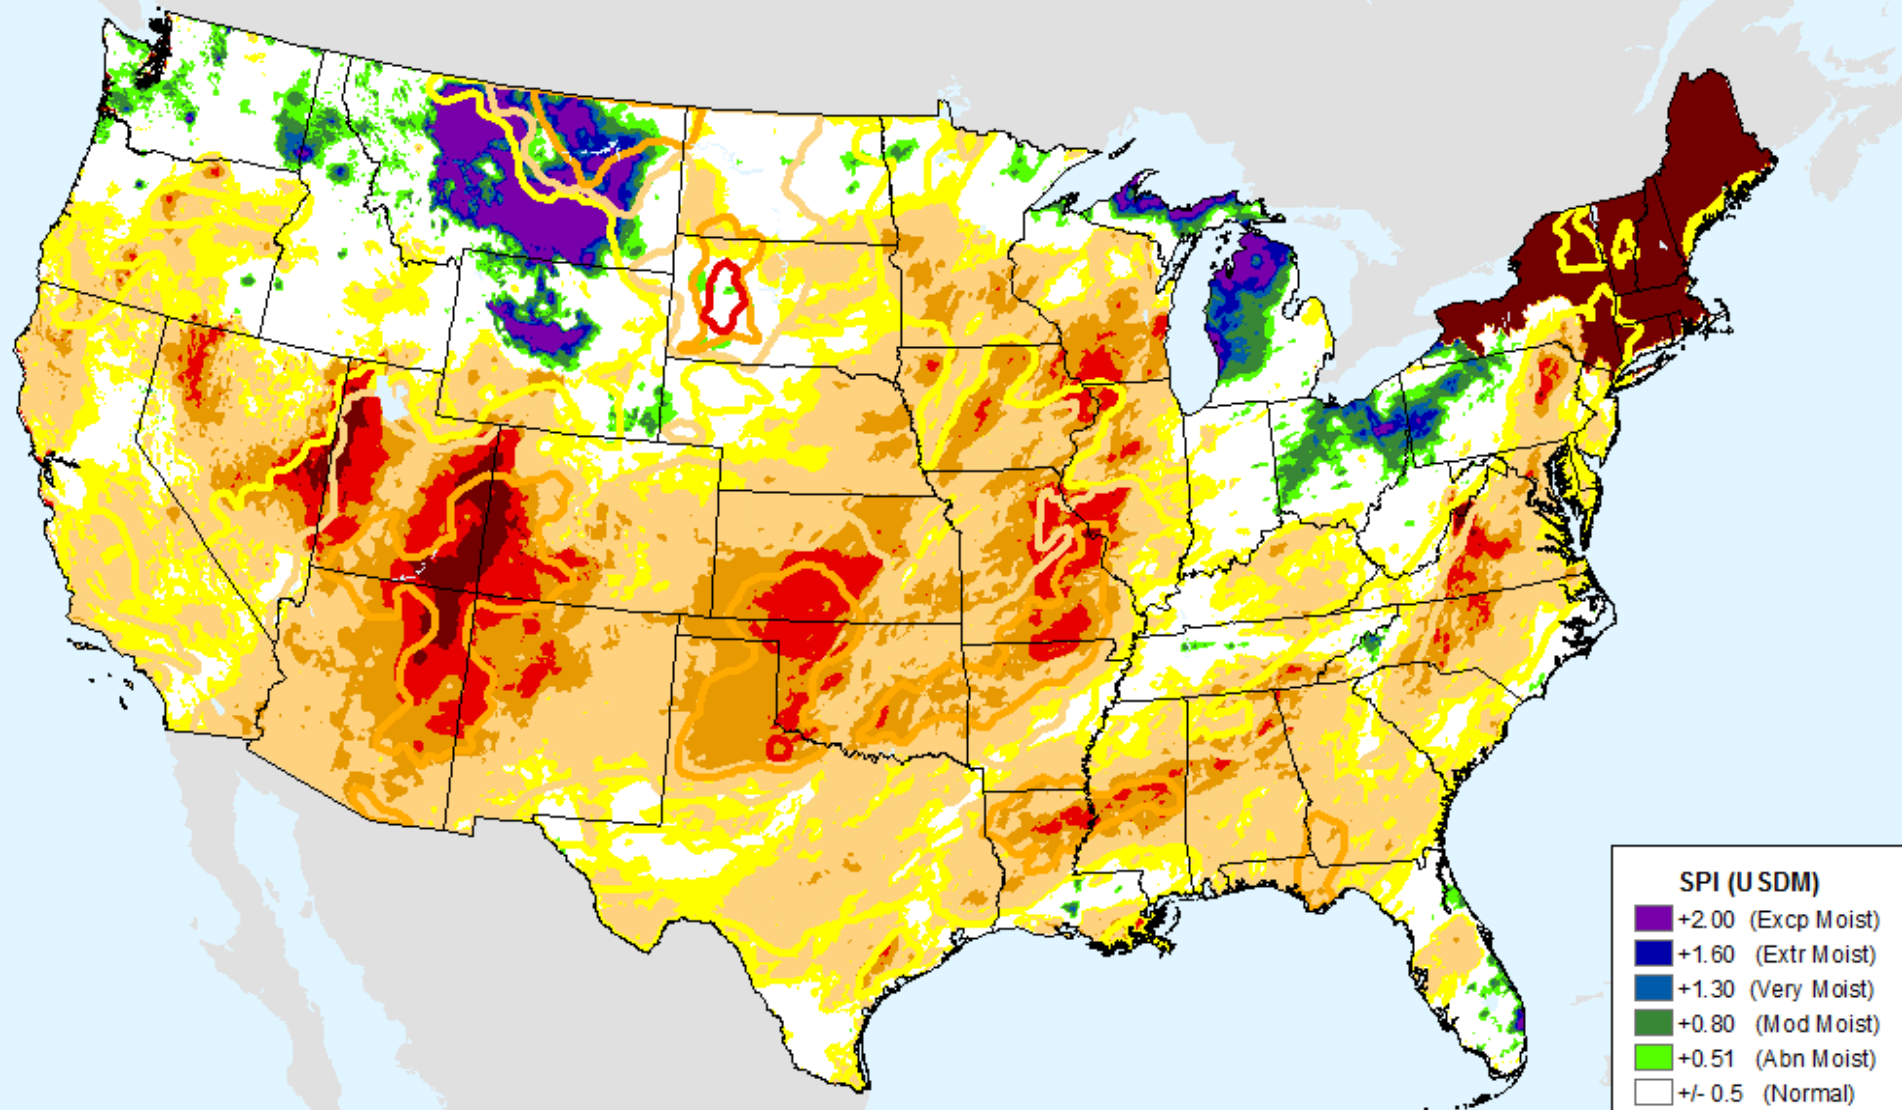 SPI (USDM)
+2.00 (Excp Moist)
+1.60 (Extr Moist)
+1.30 (Very Moist)
+0.80 (Mod Moist)
+0.51 (Abn Moist)
+/- 0.5 (Normal)